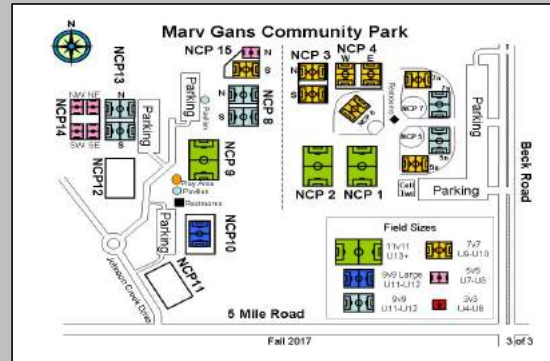 Marv Gans Community Park
N
NCP 15
N
S
NCP 4
W E
NCP 3
N
S
NCP13
NW NE
NCP14
N
S
SW SE
Parking
Pavilion
NCP 8
N
S
NCP 6
Restrooms
NCP 7
NCP 5
Parking
NCP 9
NCP12
Play Area
Pavilion
Restrooms
NCP 2
NCP 1
Cell
Parking
Beck Road
Parking
NCP10
NCP11
Johnson Creek Drive
Field Sizes
11v11
U13+
7v7
U9-U10
9v9 Large
U11-U12
5v5
U7-U8
9v9
U11-U12
3v3
U4-U6
5 Mile Road
Fall 2017
3 of 3